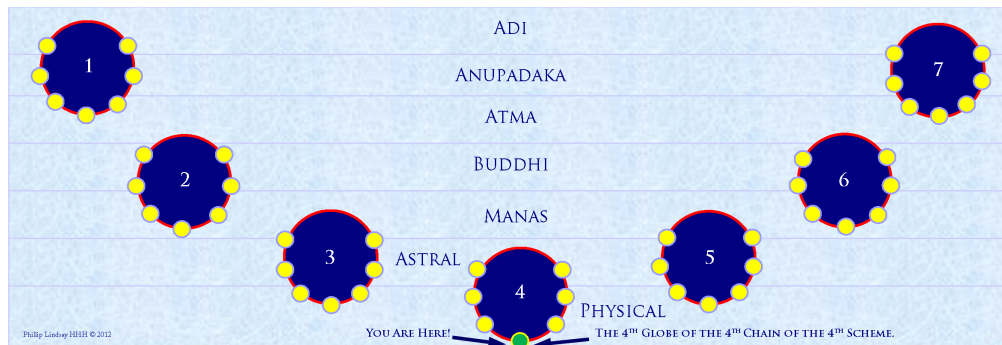 ADI
1
ANUPADAKA
7
ATMA
BUDDHI
2
6
MANAS
3
ASTRAL
5
4
PHYSICAL
Phillip Lindsay HHH © 2012
YOU ARE HERE!
THE 4TH GLOBE OF THE 4TH CHAIN OF THE 4TH SCHEME.